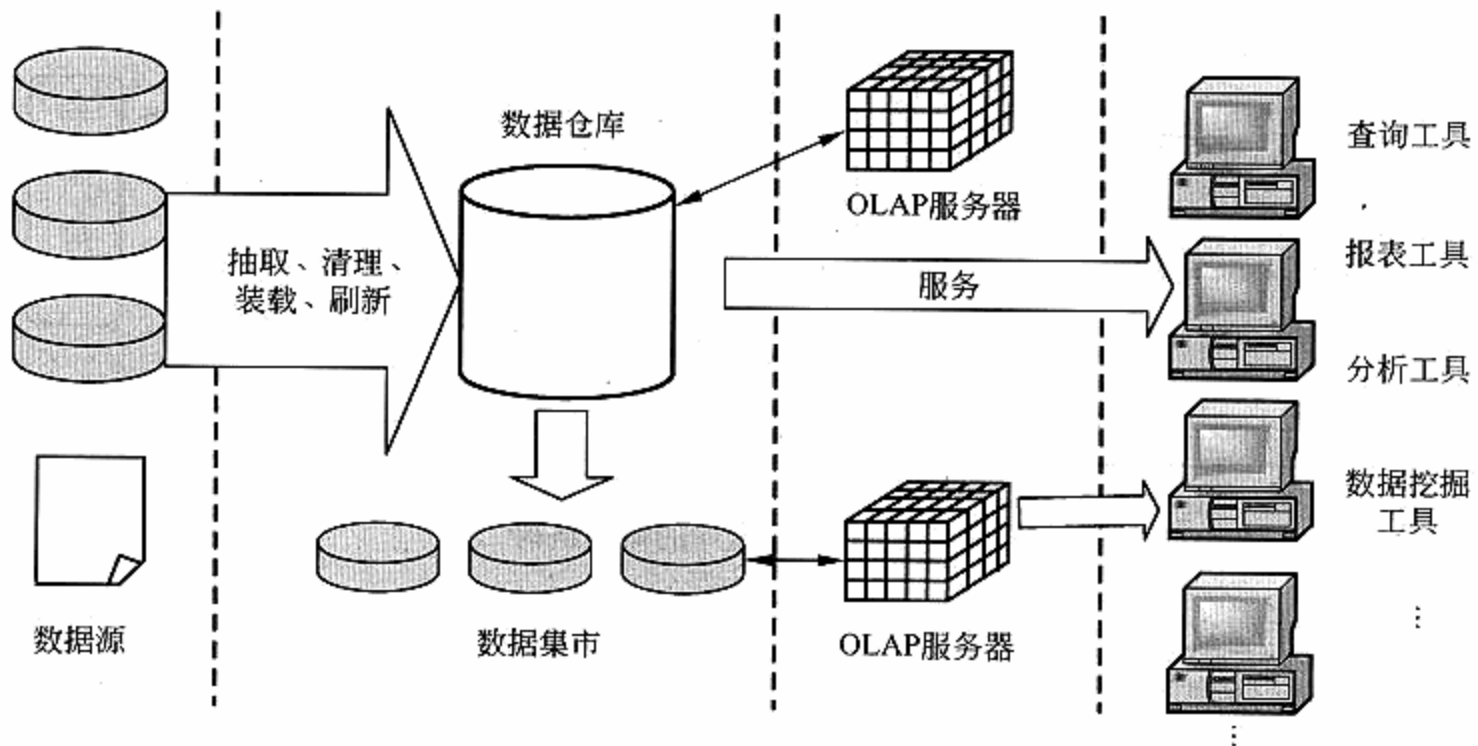 数据仓库
OLAP服务器
查询工具
报表工具
抽取、清理、
装载、刷新
服务
分析工具
数据挖掘
工具
数据源
数据集市
OLAP服务器
⋮
⋮